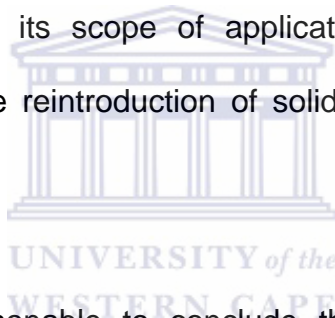 its scope of applicat
e reintroduction of solid
UNIVERSITY of the
WESTERN CAPE
onable to conclude th